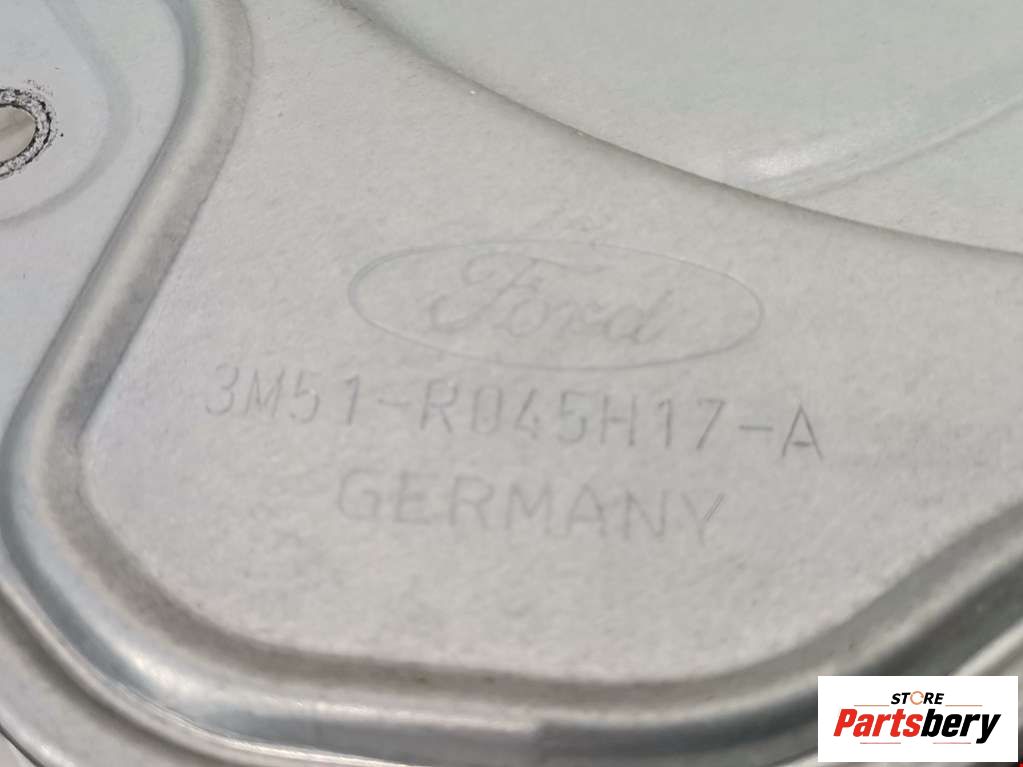 Ford
3M51-R045H17-A
GERMANY
STORE
Partsbery